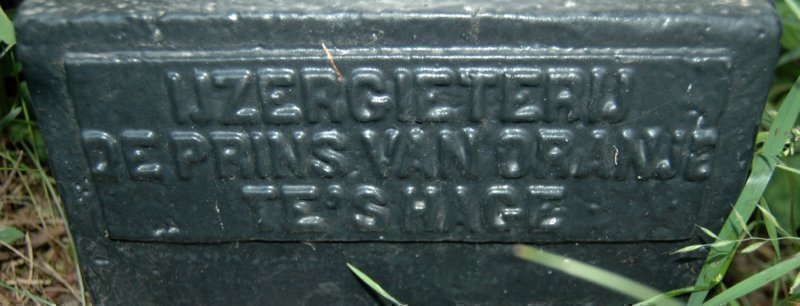 IJZERGIETERIJ
DE PRINS VAN ORANJE
TE 'S HAGE